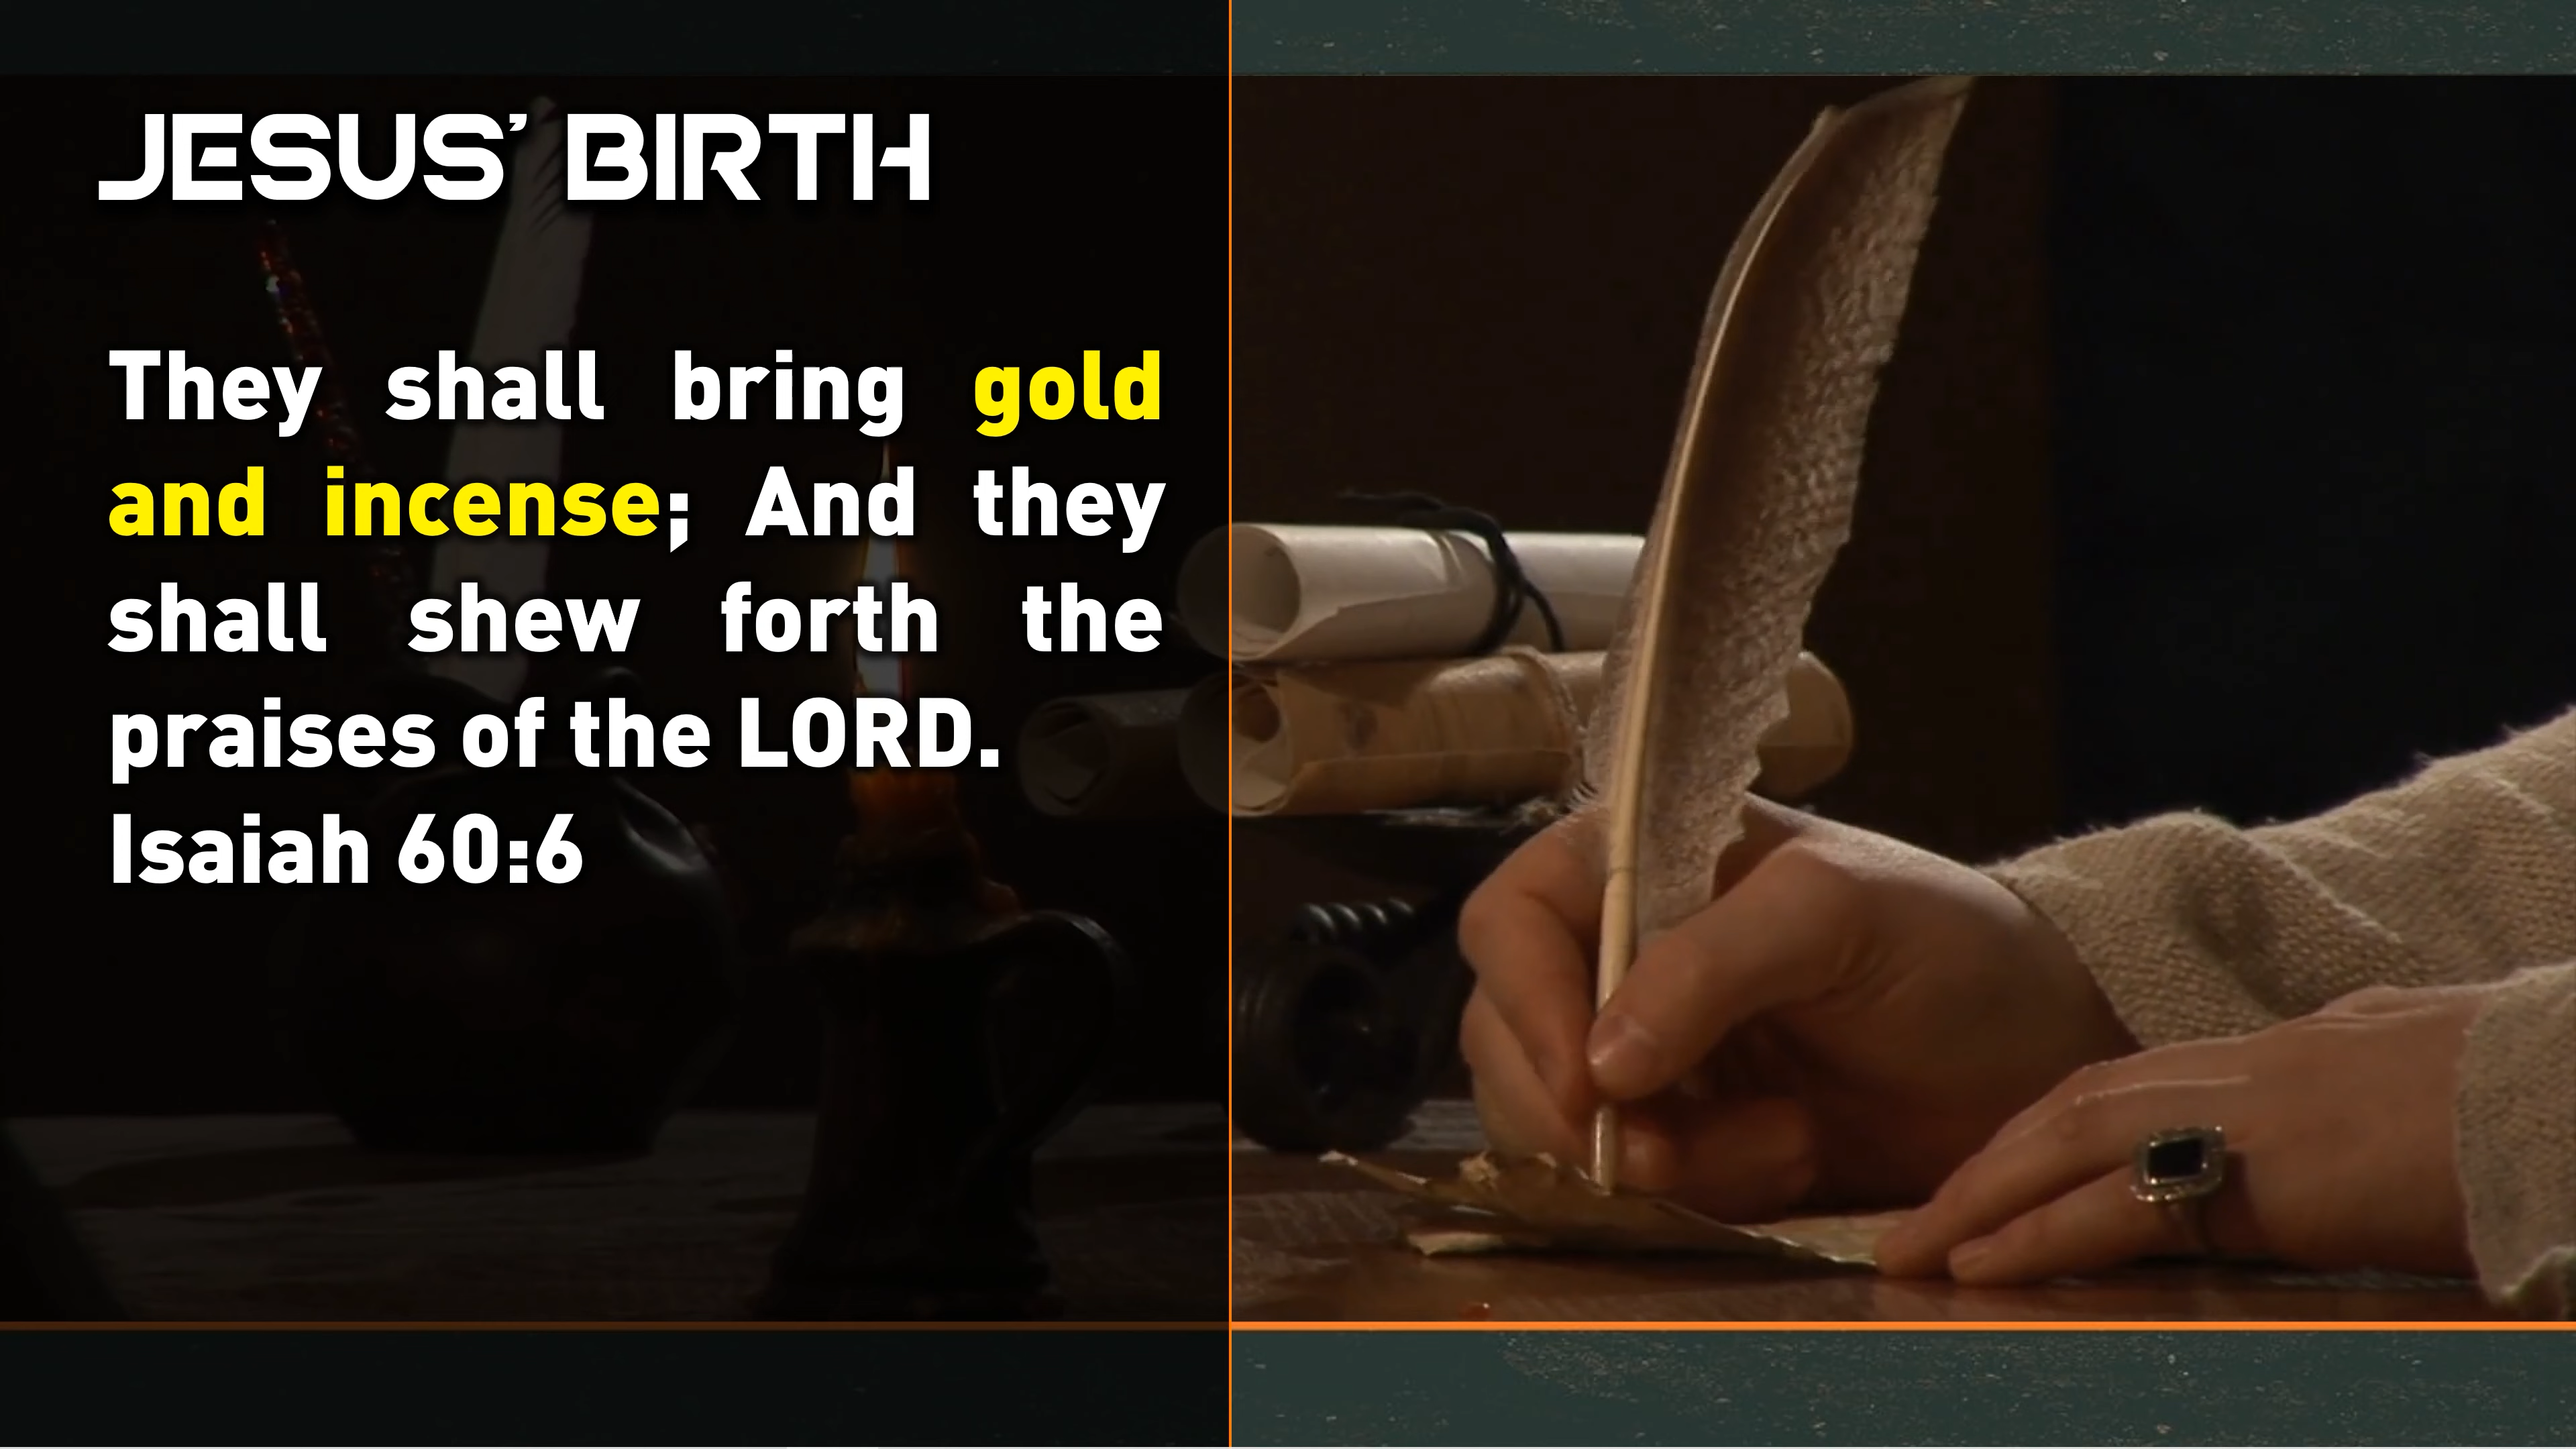 JESUS’ BIRTH
They shall bring gold
and incense; And they
shall shew forth the
praises of the LORD.
Isaiah 60:6